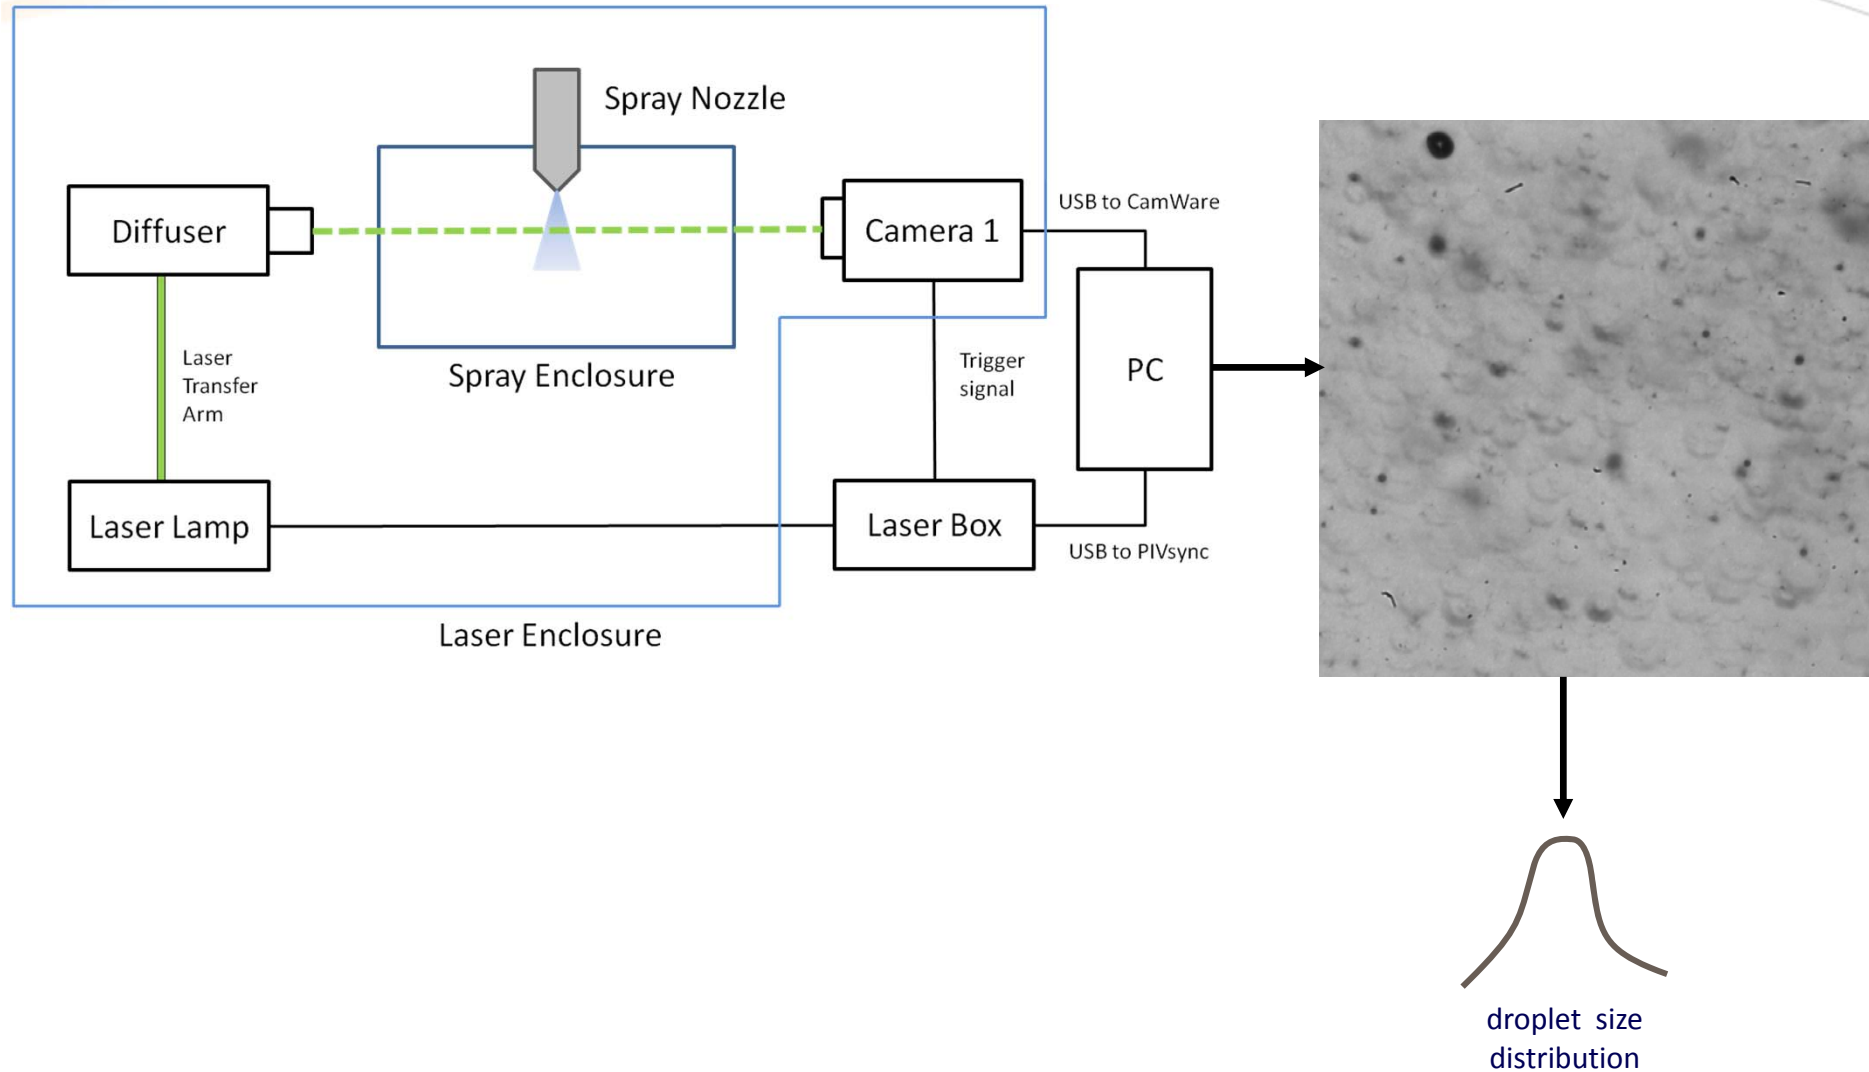 Spray Nozzle
Diffuser
Camera 1
USB to CamWare
Laser
Transfer
Arm
Spray Enclosure
Trigger
signal
PC
Laser Lamp
Laser Box
USB to PIVsync
Laser Enclosure
droplet size
distribution